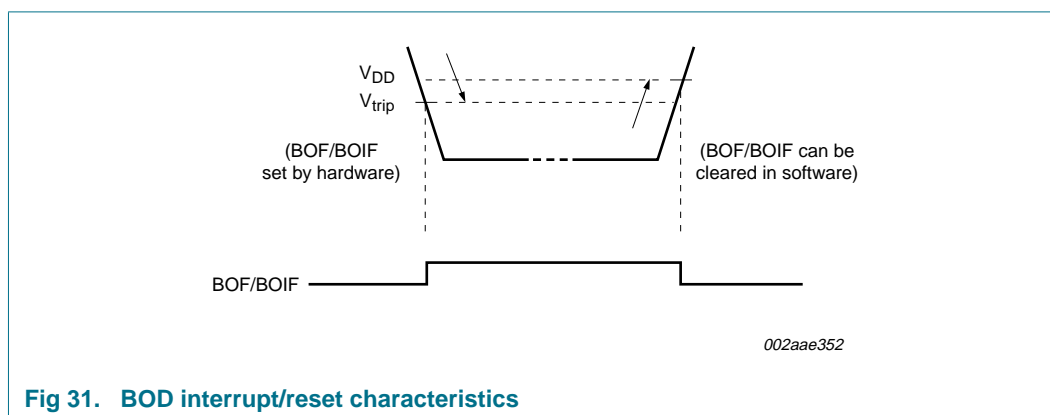 VDD
Vtrip
(BOF/BOIF
set by hardware)
(BOF/BOIF can be
cleared in software)
BOF/BOIF
002aae352
Fig 31. BOD interrupt/reset characteristics